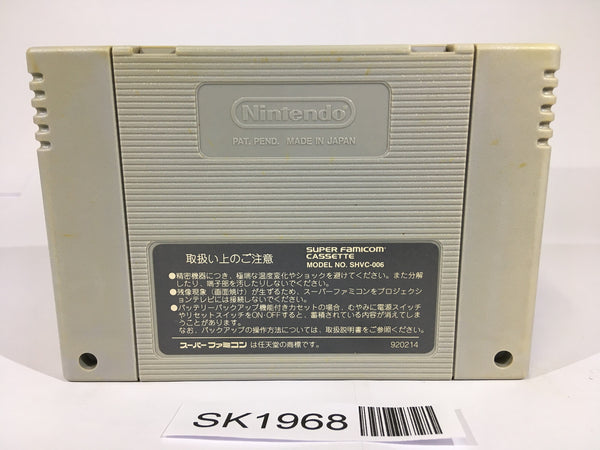 Nintendo
PAT. PEND. MADE IN JAPAN
取扱い上のご注意
SUPER FAMICOM
CASSETTE
MODEL NO. SHVC-006
●精密機器につき、極端な温度変化やショックを避けてください。また分解
したり、端子部を汚したりしないでください。
●残像現象（画面焼け）が生ずるため、スーパーファミコンをプロジェクショ
ンテレビには接続しないでください。
●バッテリーバックアップ機能付きカセットの場合、むやみに電源スイッチ
やリセットスイッチをON・OFFすると、蓄積されている内容が消えてしま
うことがあります。
なお、バックアップの操作方法については、取扱説明書をご参照ください。
スーパーファミコン は任天堂の商標です。
920214
SK1968